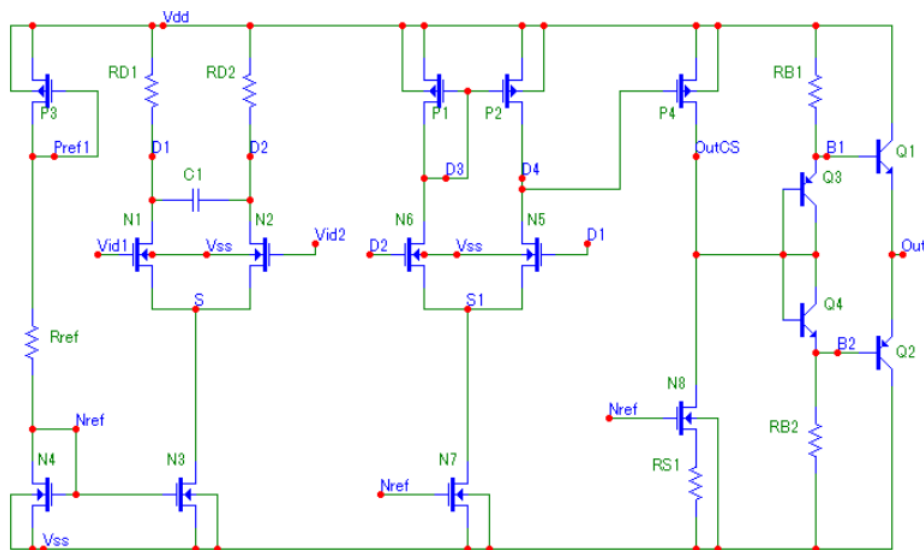 Vdd
RD1
RD2
RB1
P3
P1
P2
P4
Pref1
D1
D2
D3
D4
OutCS
B1
Q1
Q3
C1
N1
N2
N6
N5
Vid1
Vss
Vid2
D2
Vss
D1
Out
S
S1
Q4
Rref
B2
Q2
N8
Nref
Nref
RB2
N4
N3
N7
RS1
Nref
Vss